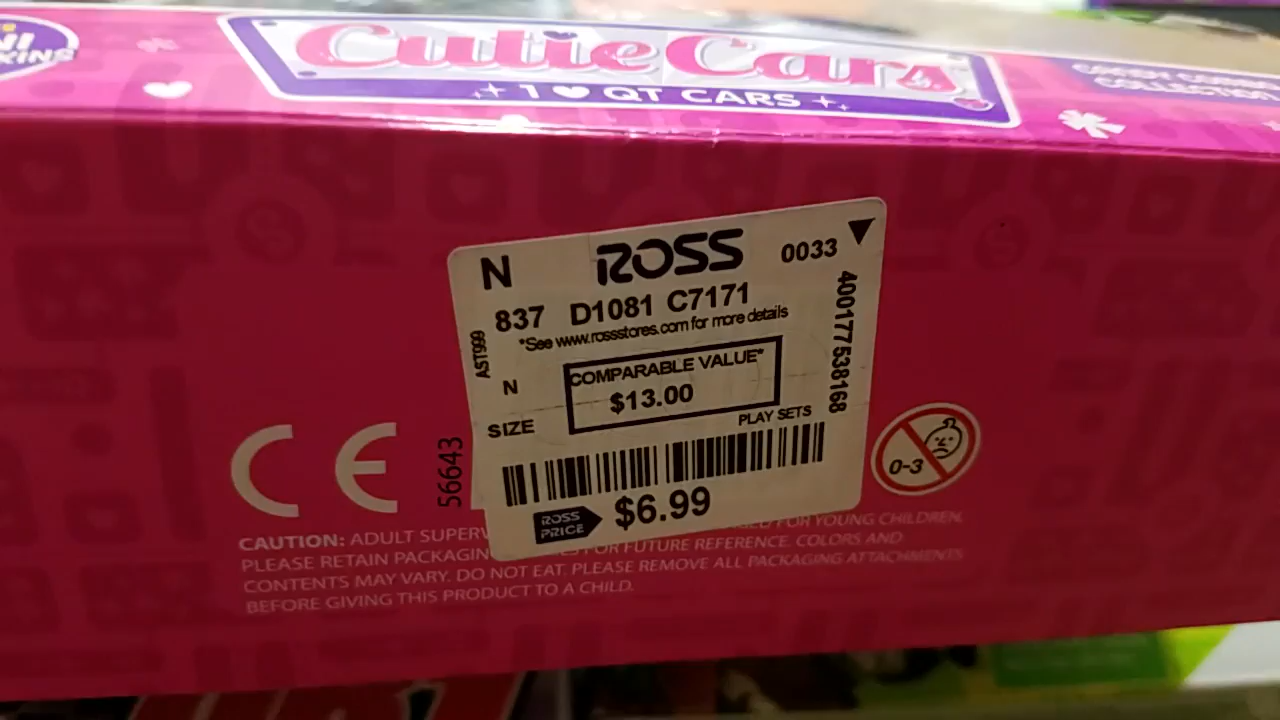 Cutie Cars
1 QT CARS
COLLECTION
N ROSS 0033
837 D1081 C7171
*See www.rossstores.com for more details
AST999
400177538168
N COMPARABLE VALUE*
$13.00
SIZE PLAY SETS
ROSS
PRICE
$6.99
CE
56643
0-3
CAUTION: ADULT FOR YOUNG CHILDREN.
PLEASE RETAIN FOR FUTURE REFERENCE. COLORS AND
CONTENTS MAY VARY. DO NOT EAT. PLEASE REMOVE ALL PACKAGING ATTACHMENTS
BEFORE GIVING THIS PRODUCT TO A CHILD.